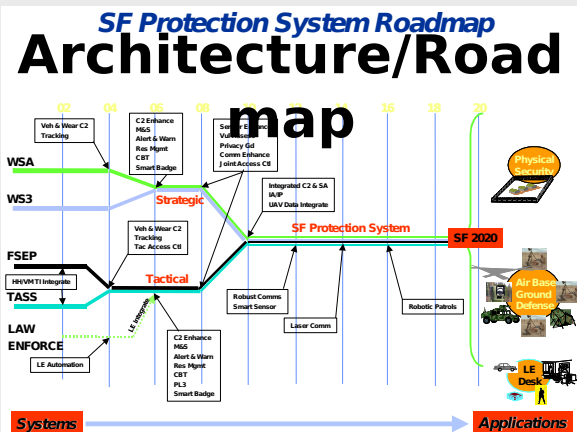 SF Protection System Roadmap
Architecture/Road
map
02 04 06 08 12 14 16 18 20
Veh & Wear C2
Tracking
C2 Enhance
M&S
Alert & Warn
Res Mgmt
CBT
Smart Badge
Privacy Gd
Comm Enhance
Joint Access Ctl
WSA
WS3
Strategic
Integrated C2 & SA
IA/IP
UAV Data Integrate
Physical
Security
Veh & Wear C2
Tracking
Tac Access Ctl
SF Protection System
SF 2020
FSEP
HH/VMTI Integrate
TASS
Tactical
LAW
ENFORCE
LE Integrate
LE Automation
Robust Comms
Smart Sensor
Laser Comm
Robotic Patrols
Air Base
Ground
Defense
C2 Enhance
M&S
Alert & Warn
Res Mgmt
CBT
PL3
Smart Badge
LE
Desk
Systems
Applications